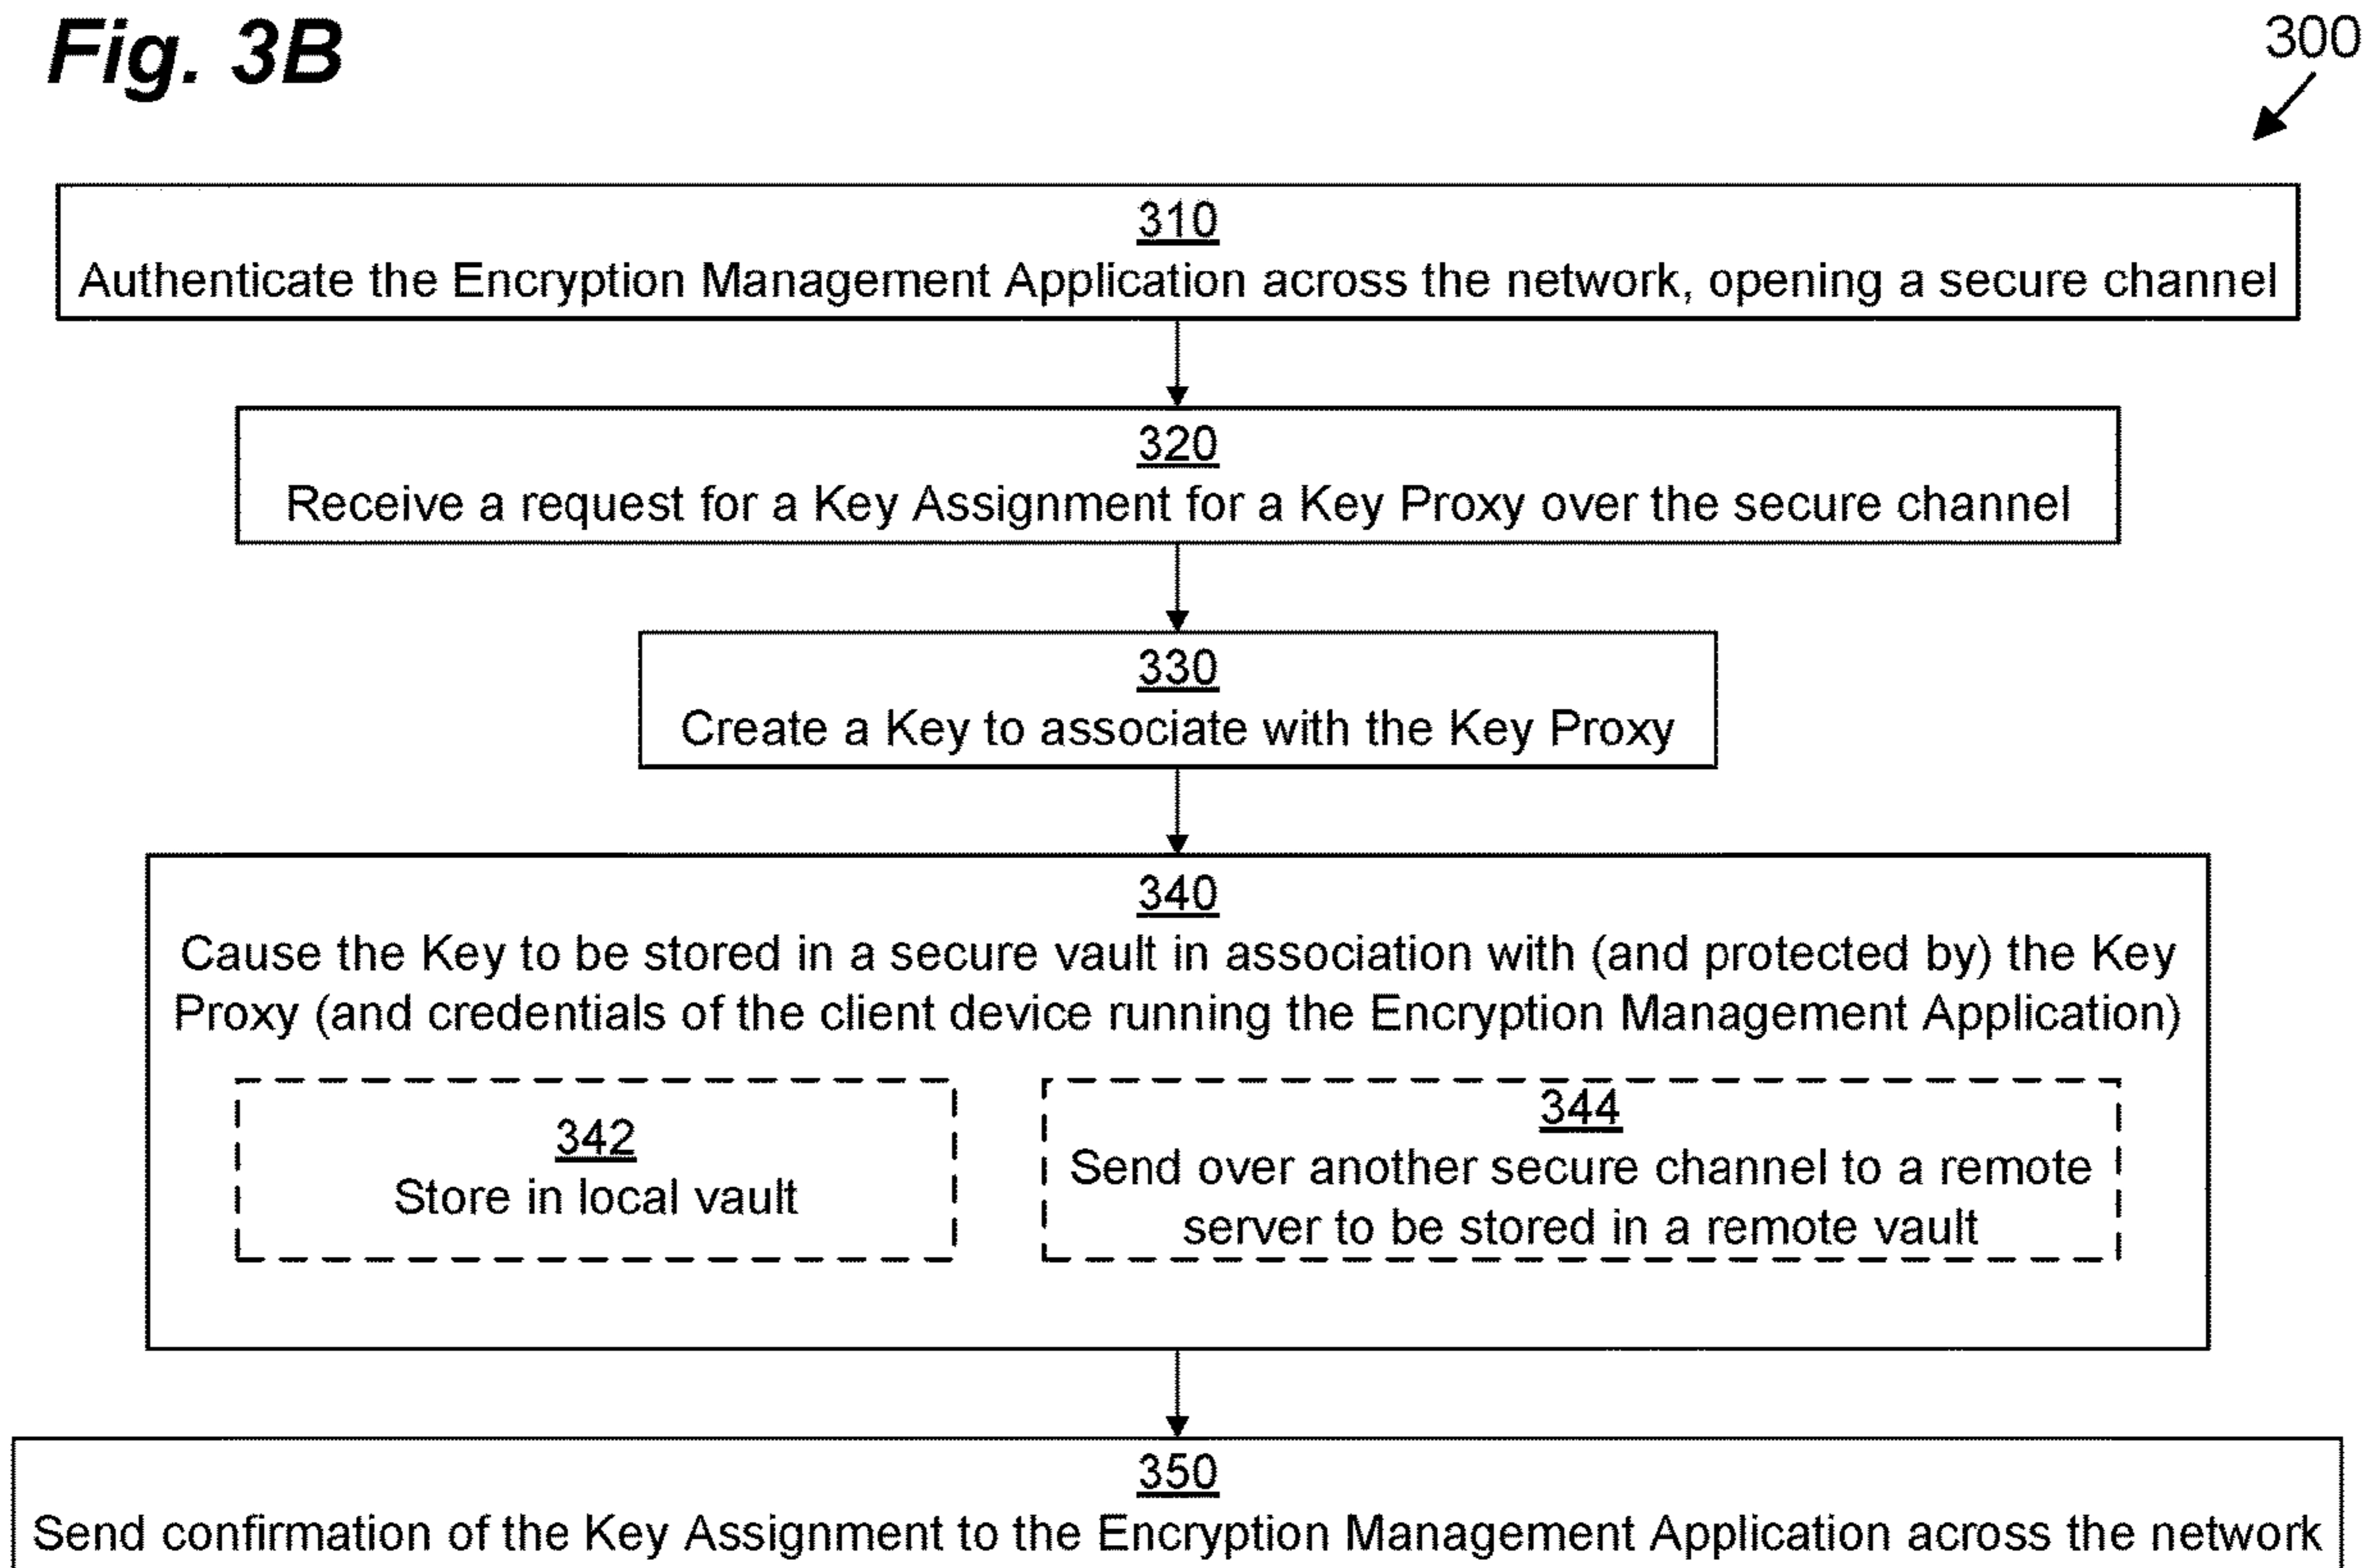 Fig. 3B
300
310
Authenticate the Encryption Management Application across the network, opening a secure channel
320
Receive a request for a Key Assignment for a Key Proxy over the secure channel
330
Create a Key to associate with the Key Proxy
340
Cause the Key to be stored in a secure vault in association with (and protected by) the Key
Proxy (and credentials of the client device running the Encryption Management Application)
342
Store in local vault
344
Send over another secure channel to a remote
server to be stored in a remote vault
350
Send confirmation of the Key Assignment to the Encryption Management Application across the network